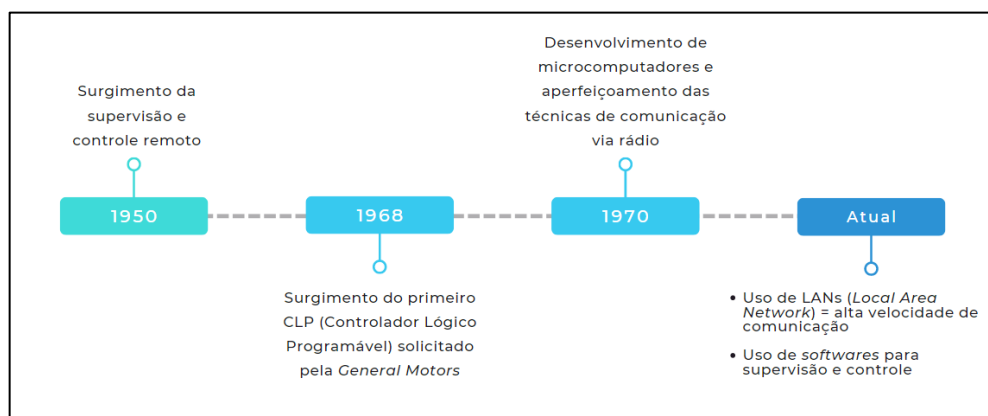 Surgimento da
supervisão e
controle remoto
1950
Surgimento do primeiro
CLP (Controlador Lógico
Programável) solicitado
pela General Motors
1968
Desenvolvimento de
microcomputadores e
aperfeiçoamento das
técnicas de comunicação
via rádio
1970
Atual
• Uso de LANs (Local Area
Network) = alta velocidade de
comunicação
• Uso de softwares para
supervisão e controle